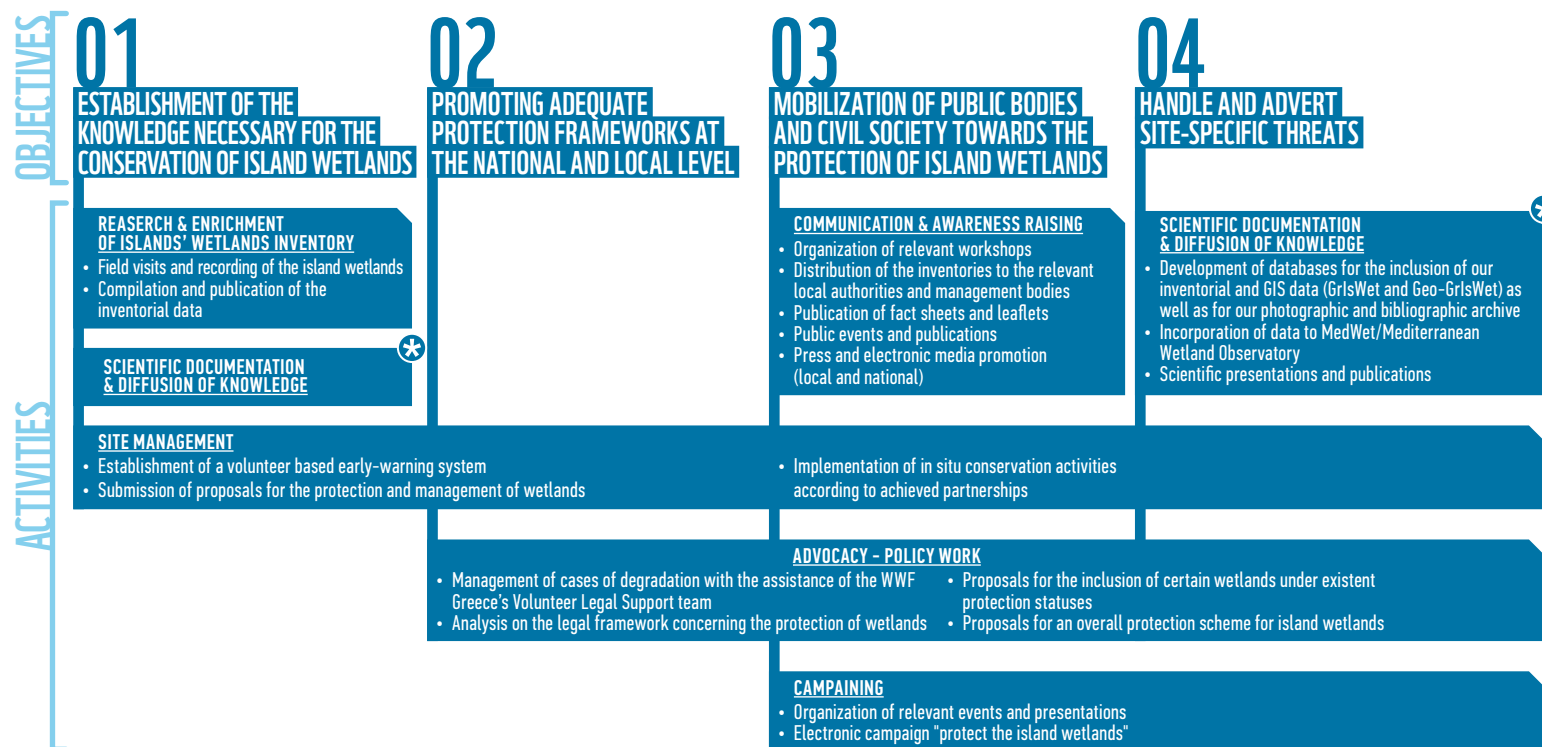 OBJECTIVES
01
ESTABLISHMENT OF THE
KNOWLEDGE NECESSARY FOR THE
CONSERVATION OF ISLAND WETLANDS
02
PROMOTING ADEQUATE
PROTECTION FRAMEWORKS AT
THE NATIONAL AND LOCAL LEVEL
03
MOBILIZATION OF PUBLIC BODIES
AND CIVIL SOCIETY TOWARDS THE
PROTECTION OF ISLAND WETLANDS
04
HANDLE AND ADVERT
SITE-SPECIFIC THREATS
ACTIVITIES
REASERCH & ENRICHMENT
OF ISLANDS' WETLANDS INVENTORY
• Field visits and recording of the island wetlands
• Compilation and publication of the
inventorial data
*
SCIENTIFIC DOCUMENTATION
& DIFFUSION OF KNOWLEDGE
COMMUNICATION & AWARENESS RAISING
• Organization of relevant workshops
• Distribution of the inventories to the relevant
local authorities and management bodies
• Publication of fact sheets and leaflets
• Public events and publications
• Press and electronic media promotion
(local and national)
*
SCIENTIFIC DOCUMENTATION
& DIFFUSION OF KNOWLEDGE
• Development of databases for the inclusion of our
inventorial and GIS data (GrIsWet and Geo-GrIsWet) as
well as for our photographic and bibliographic archive
• Incorporation of data to MedWet/Mediterranean
Wetland Observatory
• Scientific presentations and publications
SITE MANAGEMENT
• Establishment of a volunteer based early-warning system
• Submission of proposals for the protection and management of wetlands
• Implementation of in situ conservation activities
according to achieved partnerships
ADVOCACY - POLICY WORK
• Management of cases of degradation with the assistance of the WWF
Greece's Volunteer Legal Support team
• Analysis on the legal framework concerning the protection of wetlands
• Proposals for the inclusion of certain wetlands under existent
protection statuses
• Proposals for an overall protection scheme for island wetlands
CAMPAINING
• Organization of relevant events and presentations
• Electronic campaign "protect the island wetlands"